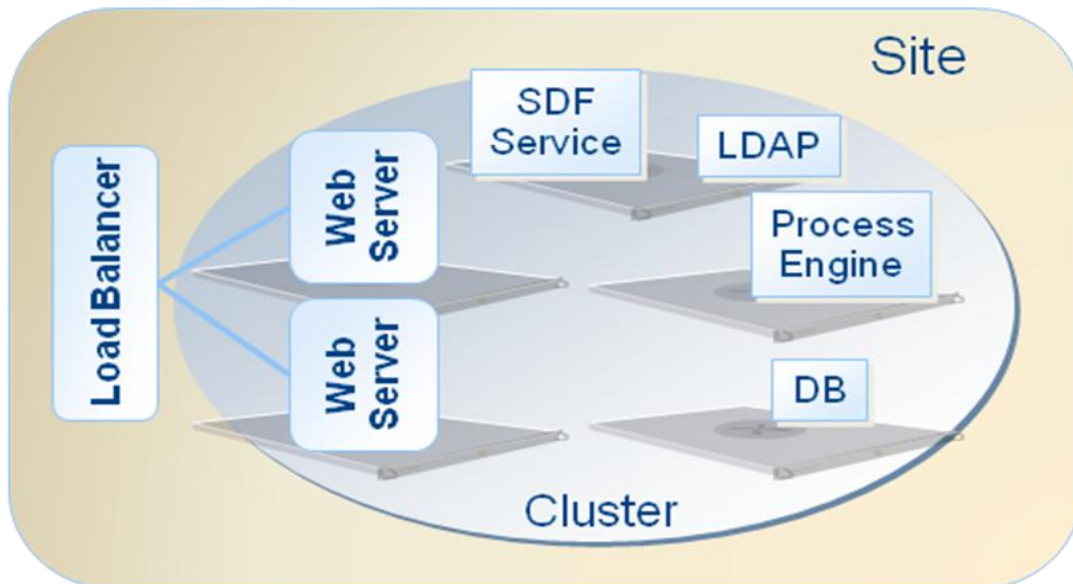 Site
SDF
Service
LDAP
Load Balancer
Web
Server
Process
Engine
Web
Server
DB
Cluster